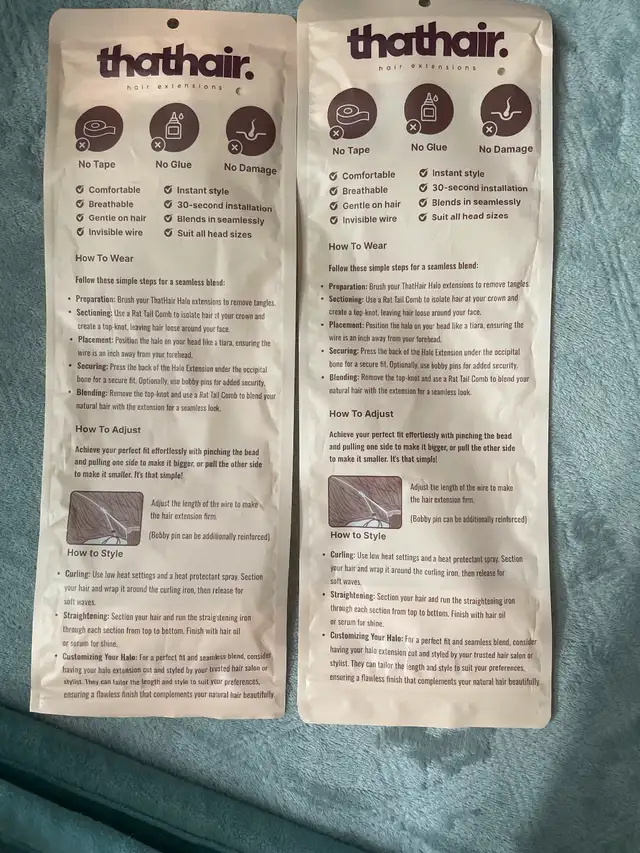 thathair.
hair extensions
No Tape
No Glue
No Damage
Comfortable
Breathable
Gentle on hair
Invisible wire
Instant style
30-second installation
Blends in seamlessly
Suit all head sizes
How To Wear
Follow these simple steps for a seamless blend:
• Preparation: Brush your ThatHair Halo extensions to remove tangles.
• Sectioning: Use a Rat Tail Comb to isolate hair at your crown and
create a top-knot, leaving hair loose around your face.
• Placement: Position the halo on your head like a tiara, ensuring the
wire is an inch away from your forehead.
• Securing: Press the back of the Halo Extension under the occipital
bone for a secure fit. Optionally, use bobby pins for added security.
• Blending: Remove the top-knot and use a Rat Tail Comb to blend your
natural hair with the extension for a seamless look.
How To Adjust
Achieve your perfect fit effortlessly with pinching the bead
and pulling one side to make it bigger, or pull the other side
to make it smaller. It's that simple!
Adjust the length of the wire to make
the hair extension firm.
(Bobby pin can be additionally reinforced)
How to Style
• Curling: Use low heat settings and a heat protectant spray. Section
your hair and wrap it around the curling iron, then release for
soft waves.
• Straightening: Section your hair and run the straigstening iron
through each section from top to bottom. Finish with hair oil
or serum for shine.
• Customizing Your Halo: For a perfect fit and seamless blend, consider
having your halo extension cut and styled by your trusted hair salon or
stylist. They can tailor the length and style to suit your preferences,
ensuring a flawless finish that complements your natural hair beautifully.
thathair.
hair extensions
No Tape
No Glue
No Damage
Comfortable
Breathable
Gentle on hair
Invisible wire
Instant style
30-second installation
Blends in seamlessly
Suit all head sizes
How To Wear
Follow these simple steps for a seamless blend:
• Preparation: Brush your ThatHair Halo extensions to remove tangles.
• Sectioning: Use a Rat Tail Comb to isolate hair at your crown and
create a top-knot, leaving hair loose around your face.
• Placement: Position the halo on your head like a tiara, ensuring the
wire is an inch away from your forehead.
• Securing: Press the back of the Halo Extension under the occipital
bone for a secure fit. Optionally, use bobby pins for added security.
• Blending: Remove the top-knot and use a Rat Tail Comb to blend your
natural hair with the extension for a seamless look.
How To Adjust
Achieve your perfect fit effortlessly with pinching the bead
and pulling one side to make it bigger, or pull the other side
to make it smaller. It's that simple!
Adjust the length of the wire to make
the hair extension firm.
(Bobby pin can be additionally reinforced)
How to Style
• Curling: Use low heat settings and a heat protectant spray. Section
your hair and wrap it around the curling iron, then release for
soft waves.
• Straightening: Section your hair and run the straightening iron
through each section from top to bottom. Finish with hair oil
or serum for shine.
• Customizing Your Halo: For a perfect fit and seamless blend, consider
having your halo extension cut and styled by your trusted hair salon or
stylist. They can tailor the length and style to suit your preferences,
ensuring a flawless finish that complements your natural hair beautifully.